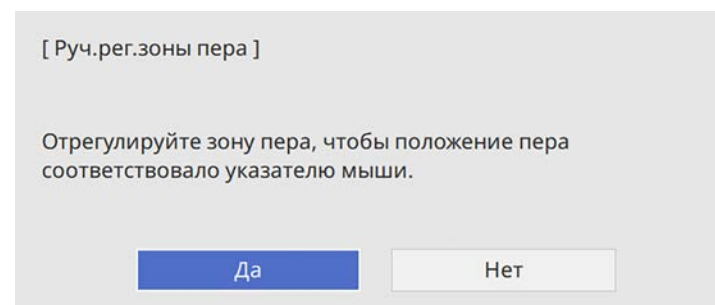 [ Руч.рег.зоны пера ]
Отрегулируйте зону пера, чтобы положение пера
соответствовало указателю мыши.
Да
Нет